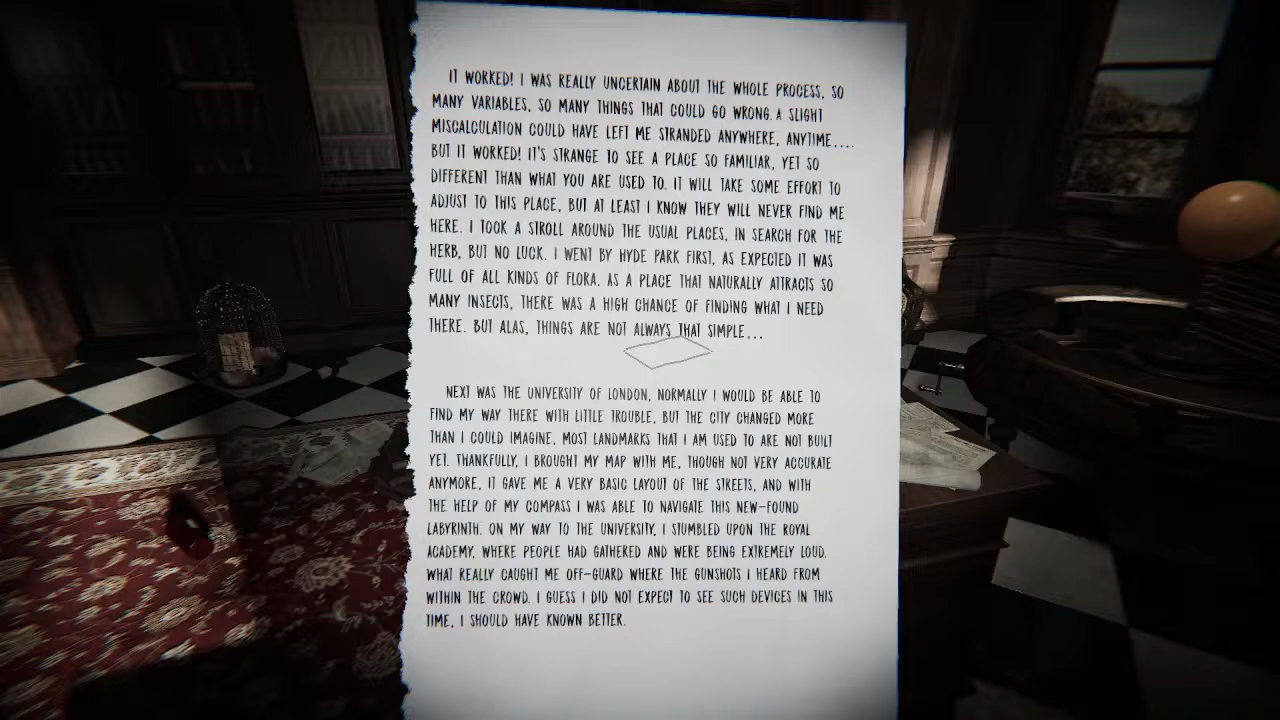 IT WORKED! I WAS REALLY UNCERTAIN ABOUT THE WHOLE PROCESS, SO
MANY VARIABLES, SO MANY THINGS THAT COULD GO WRONG. A SLIGHT
MISCALCULATION COULD HAVE LEFT ME STRANDED ANYWHERE, ANYTIME....
BUT IT WORKED! IT'S STRANGE TO SEE A PLACE SO FAMILIAR, YET SO
DIFFERENT THAN WHAT YOU ARE USED TO. IT WILL TAKE SOME EFFORT TO
ADJUST TO THIS PLACE, BUT AT LEAST I KNOW THEY WILL NEVER FIND ME
HERE. I TOOK A STROLL AROUND THE USUAL PLACES, IN SEARCH FOR THE
HERB, BUT NO LUCK. I WENT BY HYDE PARK FIRST, AS EXPECTED IT WAS
FULL OF ALL KINDS OF FLORA. AS A PLACE THAT NATURALLY ATTRACTS SO
MANY INSECTS, THERE WAS A HIGH CHANCE OF FINDING WHAT I NEED
THERE. BUT ALAS, THINGS ARE NOT ALWAYS THAT SIMPLE...
NEXT WAS THE UNIVERSITY OF LONDON, NORMALLY I WOULD BE ABLE TO
FIND MY WAY THERE WITH LITTLE TROUBLE, BUT THE CITY CHANGED MORE
THAN I COULD IMAGINE, MOST LANDMARKS THAT I AM USED TO ARE NOT BUILT
YET. THANKFULLY, I BROUGHT MY MAP WITH ME, THOUGH NOT VERY ACCURATE
ANYMORE, IT GAVE ME A VERY BASIC LAYOUT OF THE STREETS, AND WITH
THE HELP OF MY COMPASS I WAS ABLE TO NAVIGATE THIS NEW-FOUND
LABYRINTH. ON MY WAY TO THE UNIVERSITY, I STUMBLED UPON THE ROYAL
ACADEMY, WHERE PEOPLE HAD GATHERED AND WERE BEING EXTREMELY LOUD.
WHAT REALLY CAUGHT ME OFF-GUARD WHERE THE GUNSHOTS I HEARD FROM
WITHIN THE CROWD. I GUESS I DID NOT EXPECT TO SEE SUCH DEVICES IN THIS
TIME, I SHOULD HAVE KNOWN BETTER.